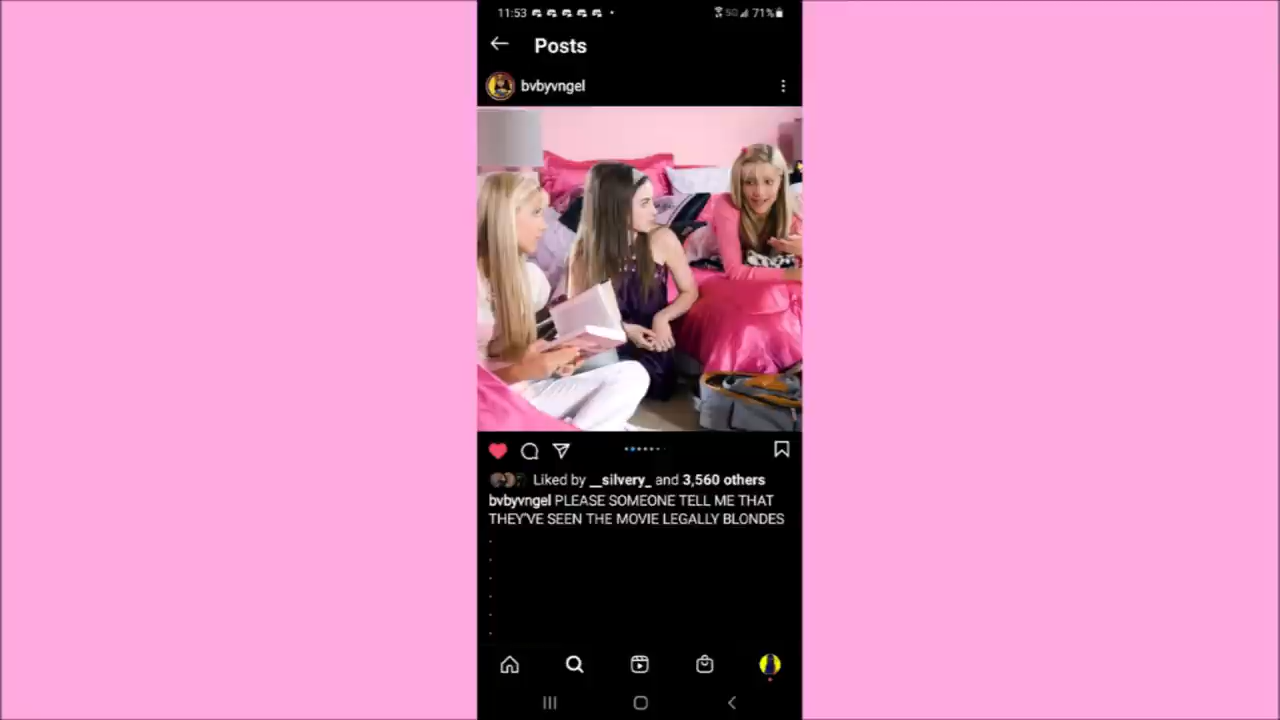 11:53
5G 71%
Posts
bvbyvngel
Liked by __silvery_ and 3,560 others
bvbyvngel PLEASE SOMEONE TELL ME THAT
THEY'VE SEEN THE MOVIE LEGALLY BLONDES
.
.
.
.
.
.